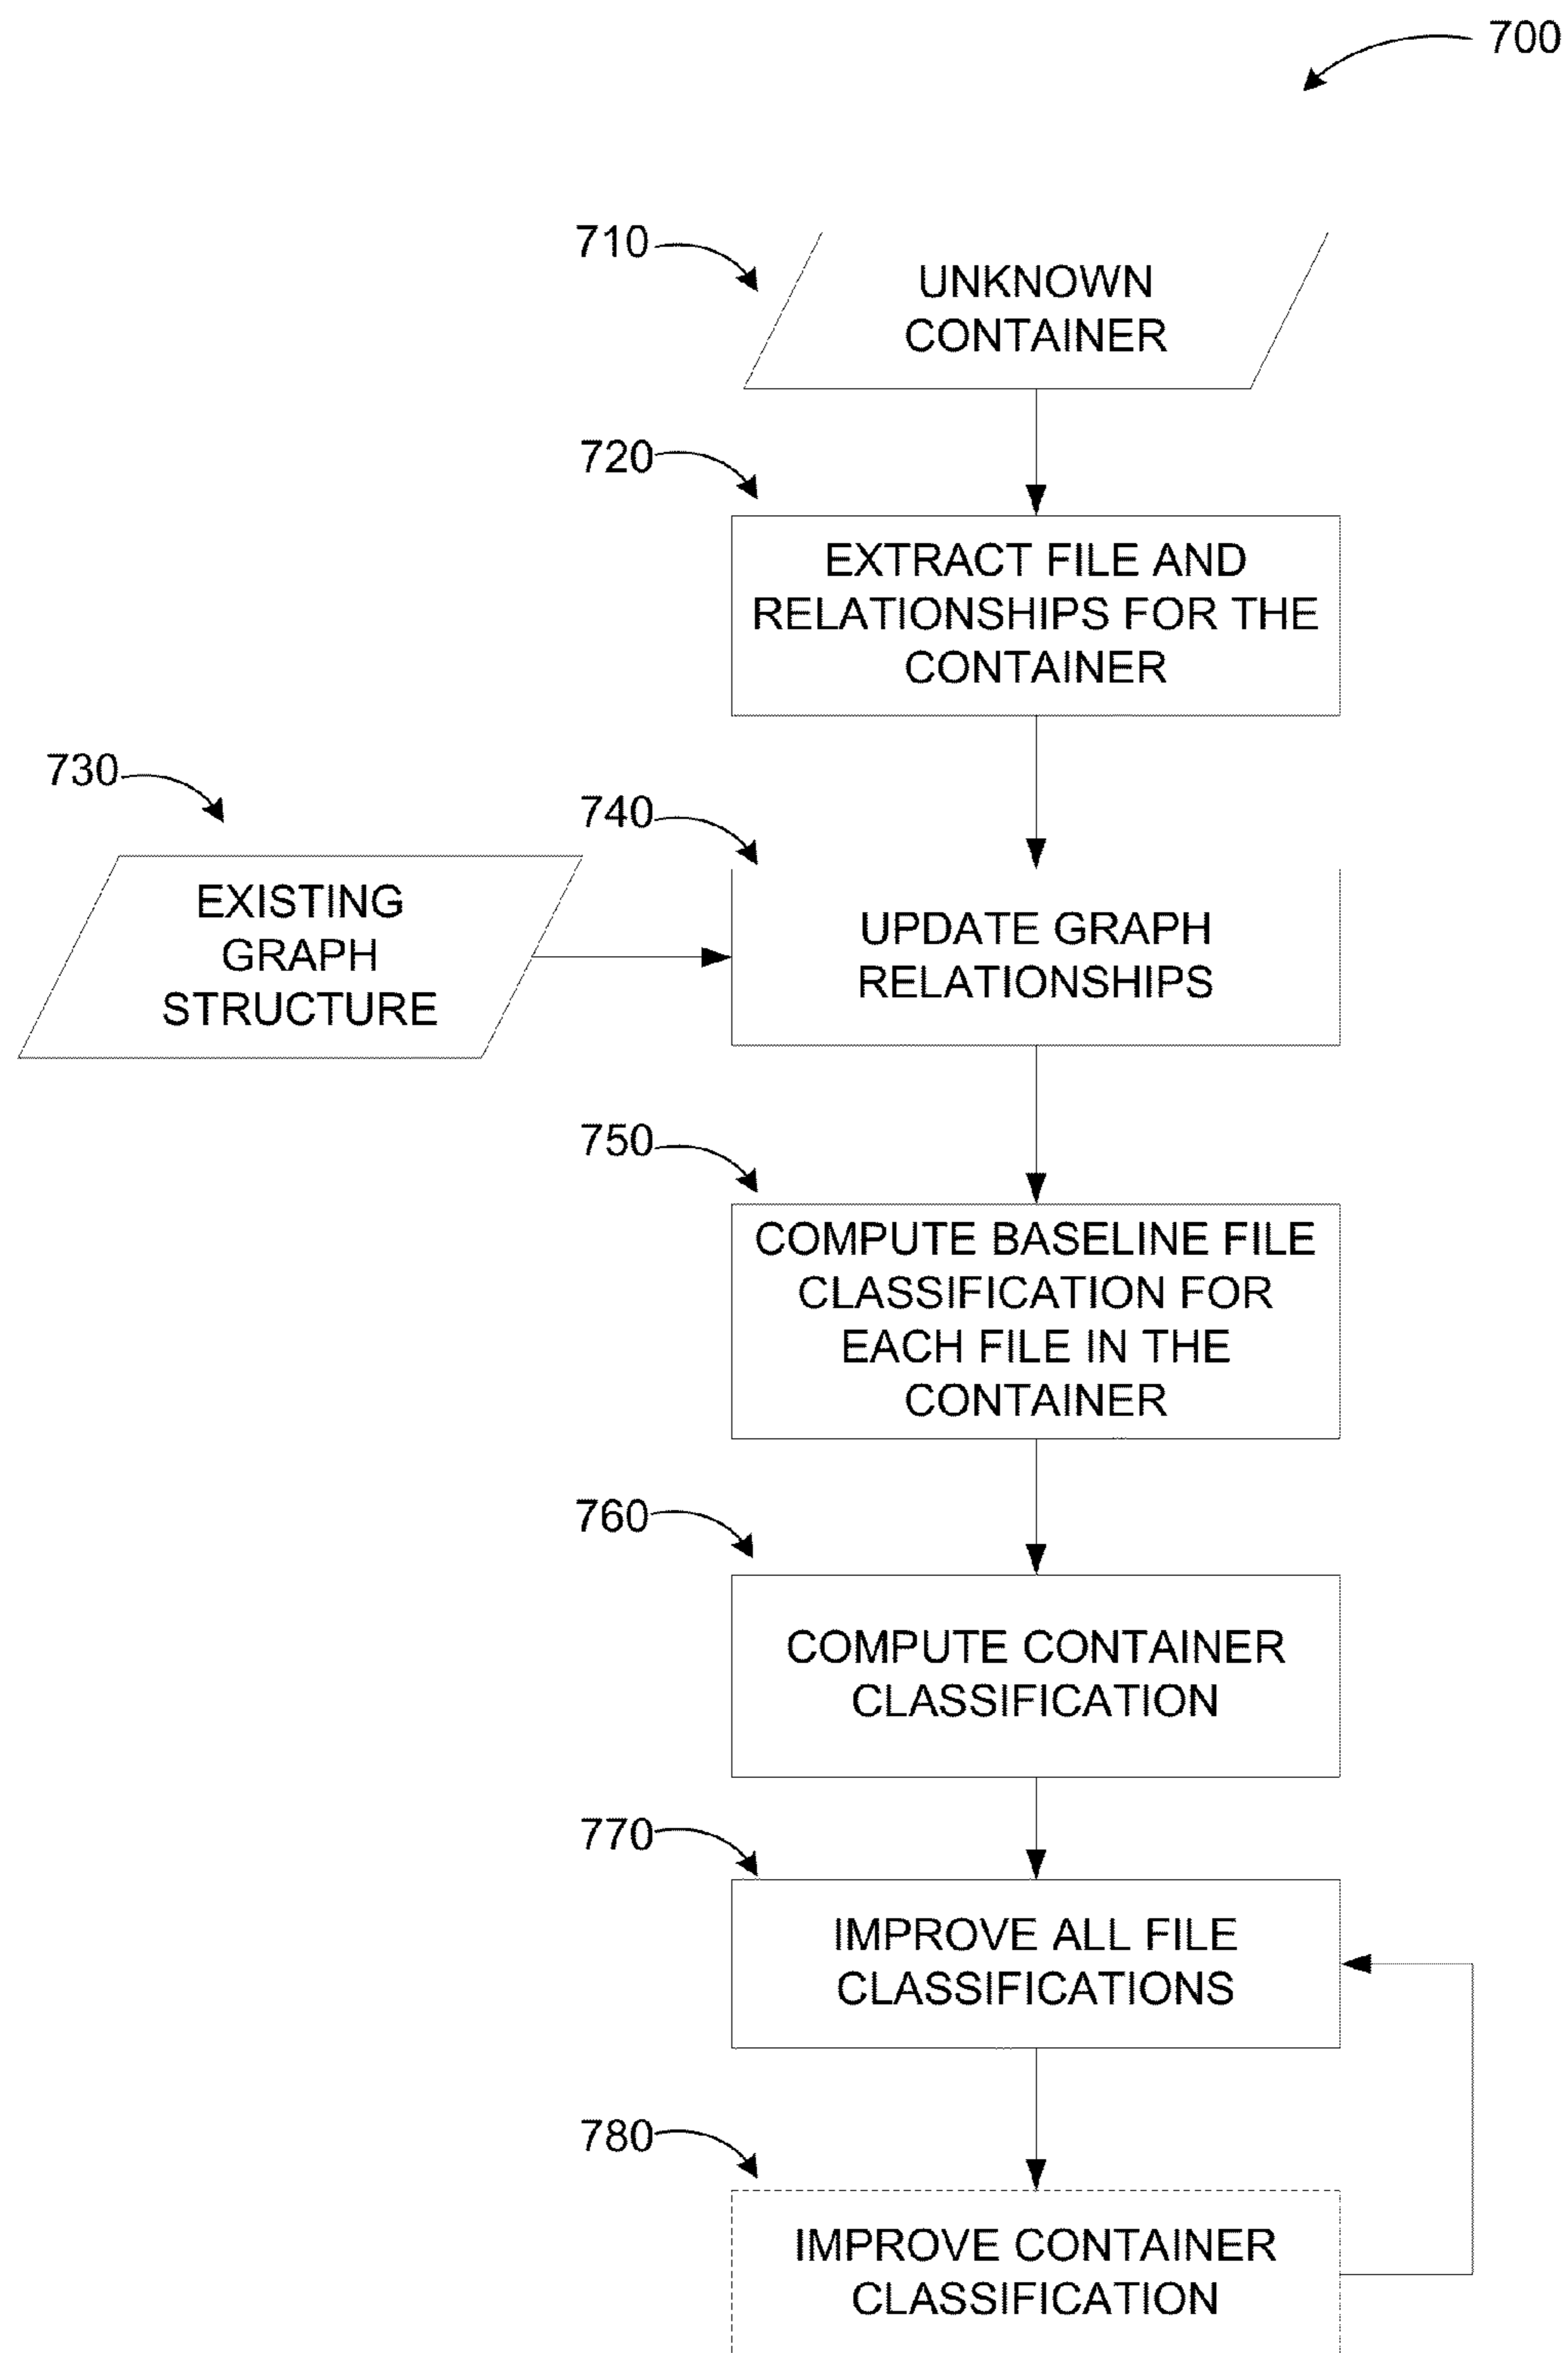 700
710
UNKNOWN
CONTAINER
720
EXTRACT FILE AND
RELATIONSHIPS FOR THE
CONTAINER
730
EXISTING
GRAPH
STRUCTURE
740
UPDATE GRAPH
RELATIONSHIPS
750
COMPUTE BASELINE FILE
CLASSIFICATION FOR
EACH FILE IN THE
CONTAINER
760
COMPUTE CONTAINER
CLASSIFICATION
770
IMPROVE ALL FILE
CLASSIFICATIONS
780
IMPROVE CONTAINER
CLASSIFICATION